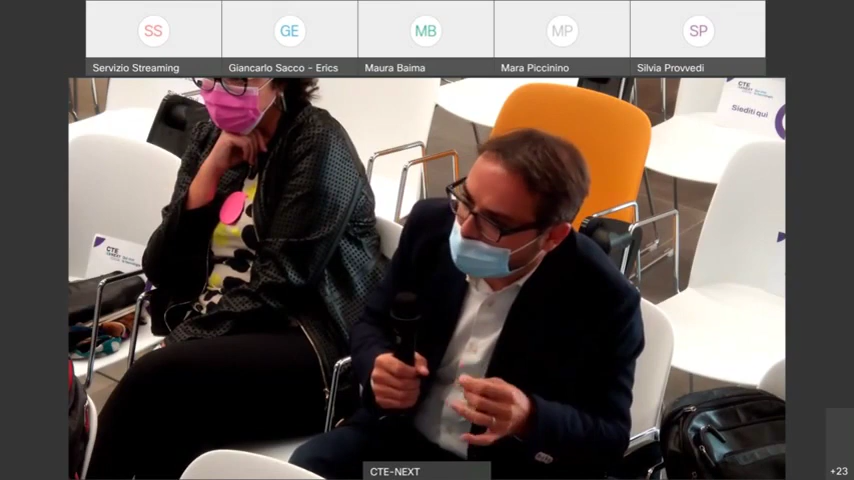 SS
GE
MB
MP
SP
Servizio Streaming
Giancarlo Sacco - Erics
Maura Baima
Mara Piccinino
Silvia Provvedi
CTE
Siediti qui
CTE
CTE-NEXT
+23